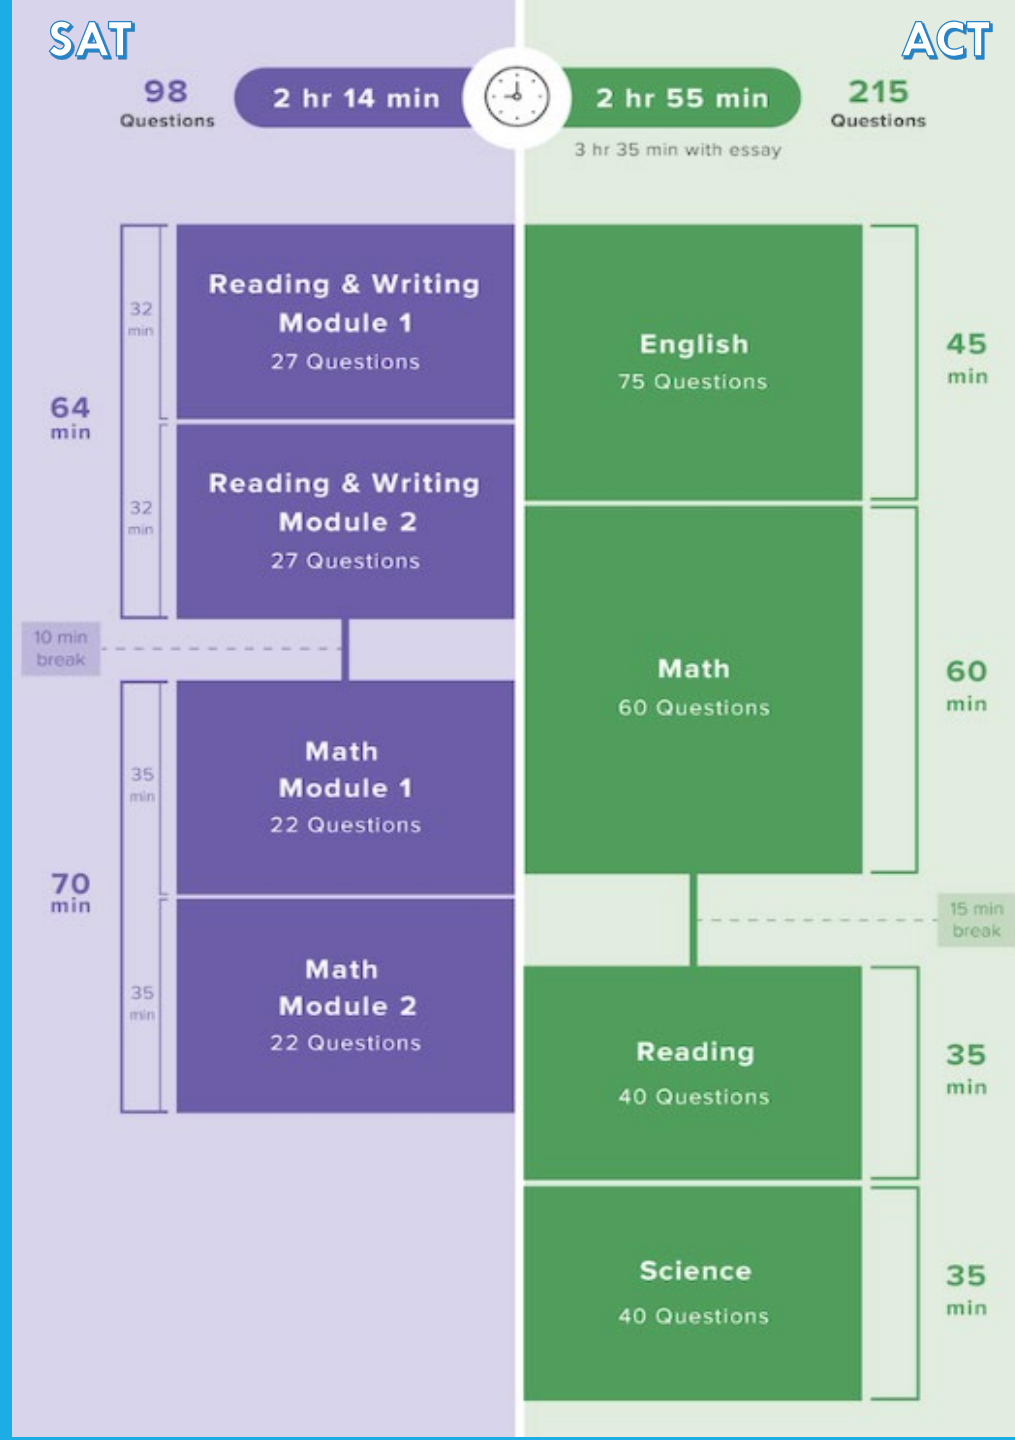 SAT
ACT
98
Questions
2 hr 14 min
2 hr 55 min
215
Questions
3 hr 35 min with essay
64
min
32
min
Reading & Writing
Module 1
27 Questions
32
min
Reading & Writing
Module 2
27 Questions
10 min
break
70
min
35
min
Math
Module 1
22 Questions
35
min
Math
Module 2
22 Questions
English
75 Questions
45
min
Math
60 Questions
60
min
15 min
break
Reading
40 Questions
35
min
Science
40 Questions
35
min